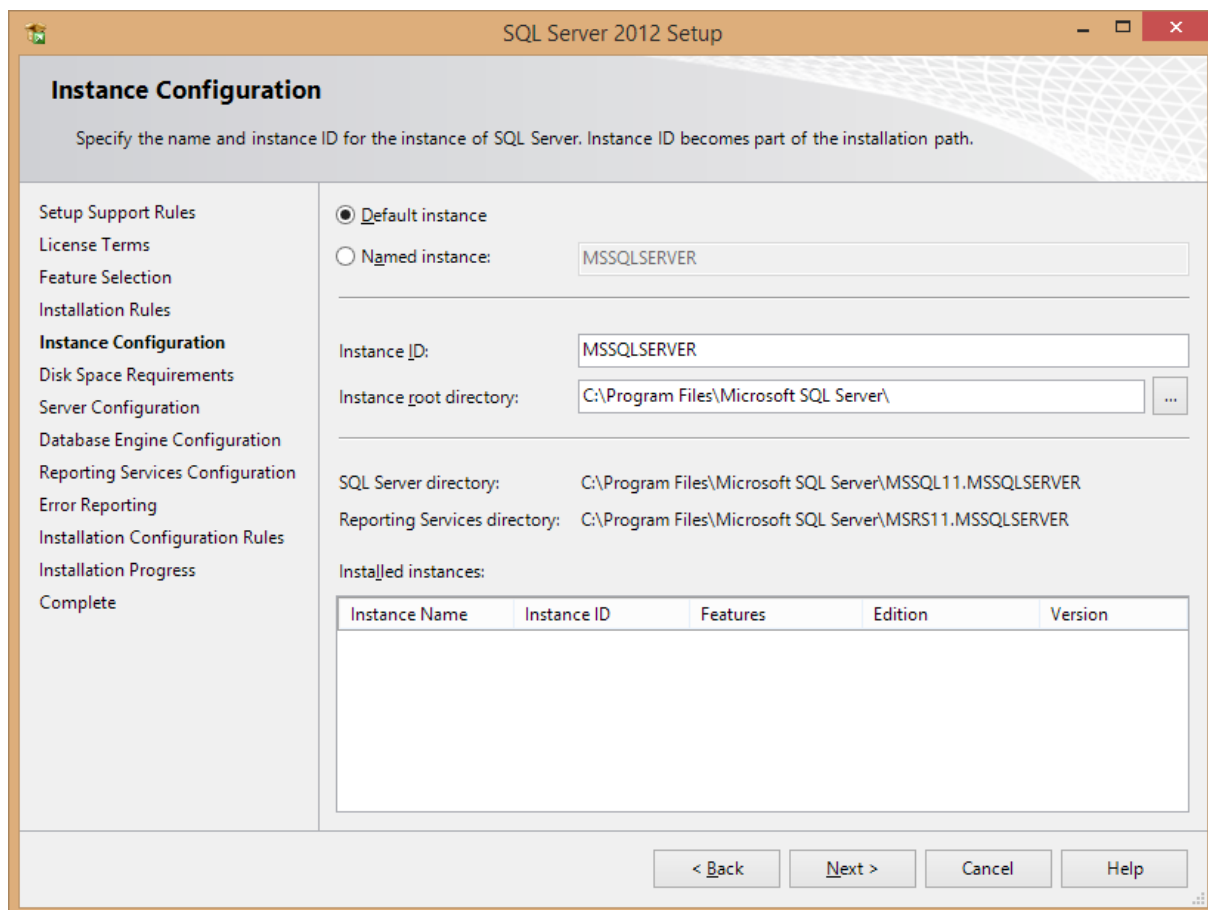 SQL Server 2012 Setup
Instance Configuration
Specify the name and instance ID for the instance of SQL Server. Instance ID becomes part of the installation path.
Setup Support Rules
License Terms
Feature Selection
Installation Rules
Instance Configuration
Disk Space Requirements
Server Configuration
Database Engine Configuration
Reporting Services Configuration
Error Reporting
Installation Configuration Rules
Installation Progress
Complete
Default instance
Named instance: MSSQLSERVER
Instance ID: MSSQLSERVER
Instance root directory: C:\Program Files\Microsoft SQL Server\ ...
SQL Server directory: C:\Program Files\Microsoft SQL Server\MSSQL11.MSSQLSERVER
Reporting Services directory: C:\Program Files\Microsoft SQL Server\MSRS11.MSSQLSERVER
Installed instances:
Instance Name Instance ID Features Edition Version
< Back Next > Cancel Help